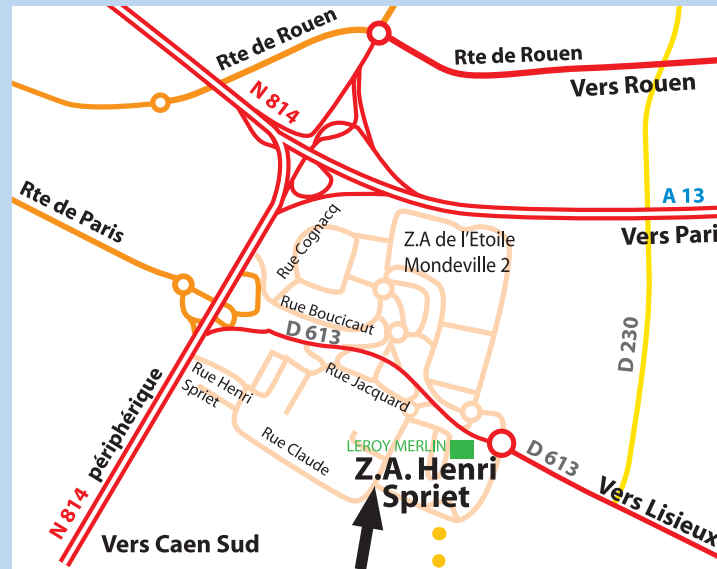 Rte de Rouen
Rte de Rouen
Vers Rouen
N 814
A 13
Vers Pari
Rte de Paris
Rue Cognacq
Z.A de l'Etoile
Mondeville 2
Rue Boucicaut
D 613
D 230
Rue Henri
Spriet
Rue Jacquard
périphérique
Rue Claude
LEROY MERLIN
Z.A. Henri
Spriet
D 613
Vers Lisieux
N 814
Vers Caen Sud